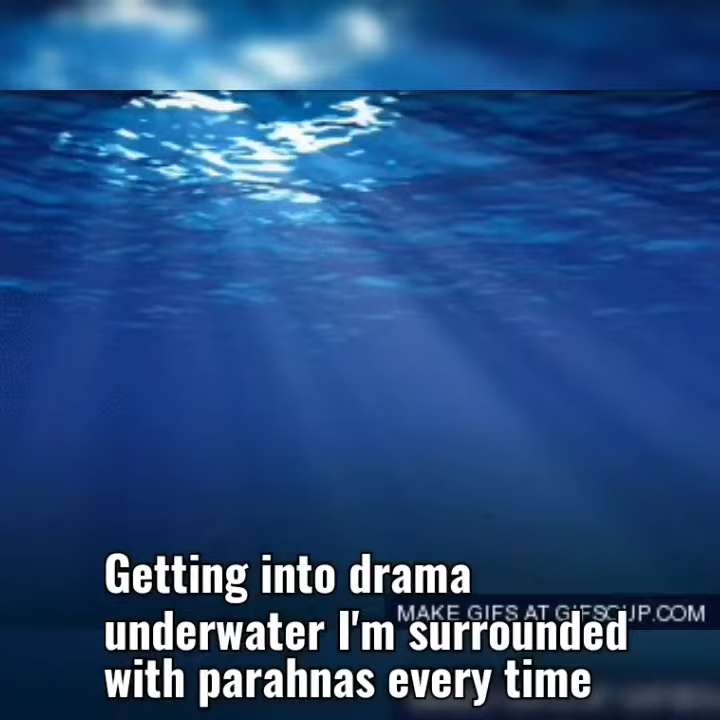 Getting into drama
MAKE GIFS AT GIFSOUP.COM
underwater I'm surrounded
with parahnas every time